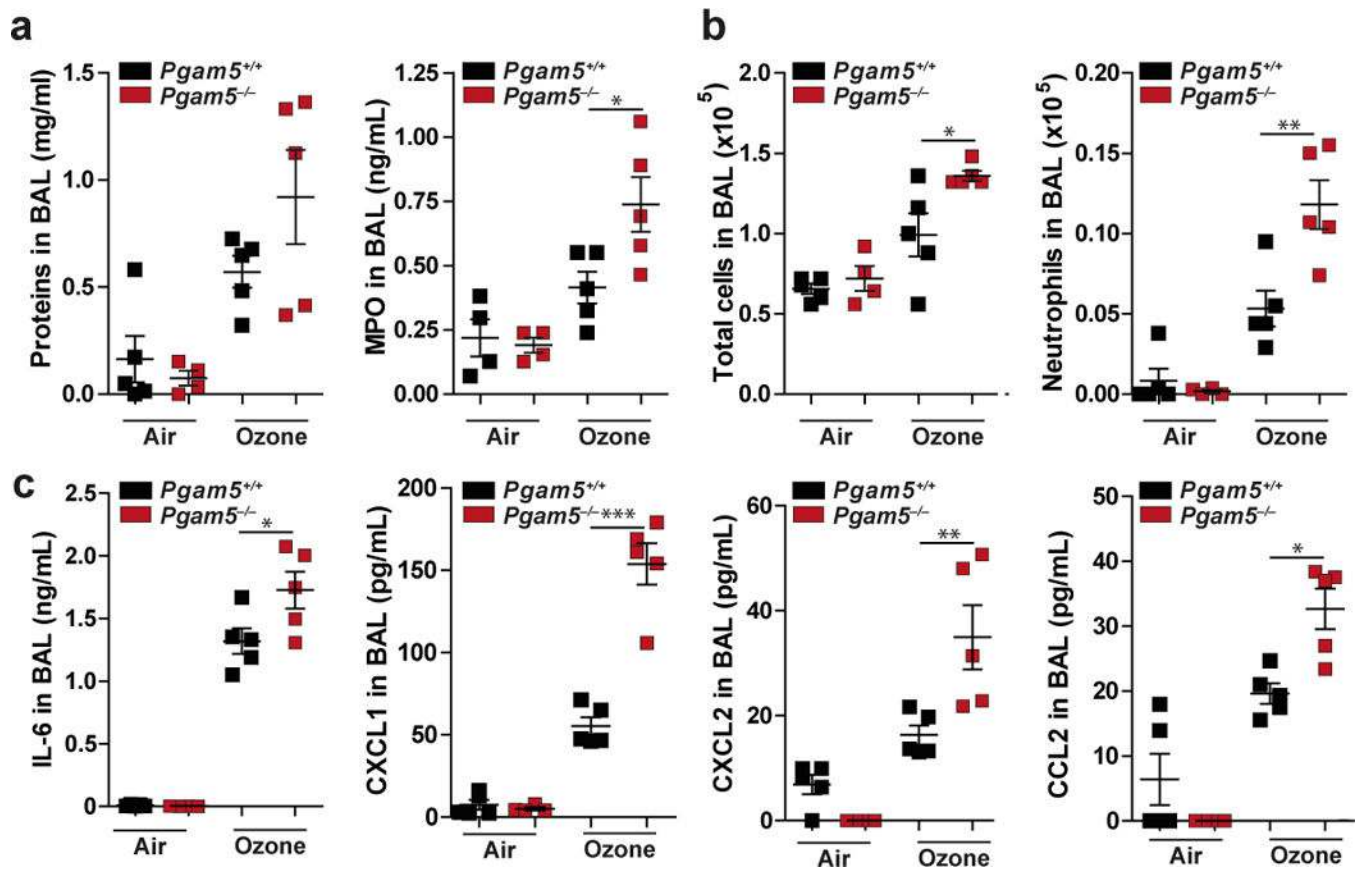 a
Pgam5+/+
Pgam5–/–
Proteins in BAL (mg/ml)
1.5
1.0
0.5
0.0
Air
Ozone
Pgam5+/+
Pgam5–/–
MPO in BAL (ng/mL)
1.25
1.00
0.75
0.50
0.25
0.00
*
Air
Ozone
b
Pgam5+/+
Pgam5–/–
Total cells in BAL (x10 5)
2.0
1.5
1.0
0.5
0.0
*
Air
Ozone
Pgam5+/+
Pgam5–/–
Neutrophils in BAL (x10 5)
0.20
0.15
0.10
0.05
0.00
**
Air
Ozone
c
Pgam5+/+
Pgam5–/–
IL-6 in BAL (ng/mL)
2.5
2.0
1.5
1.0
0.5
0
*
Air
Ozone
Pgam5+/+
Pgam5–/–
CXCL1 in BAL (pg/mL)
200
150
100
50
0
***
Air
Ozone
Pgam5+/+
Pgam5–/–
CXCL2 in BAL (pg/mL)
60
40
20
0
**
Air
Ozone
Pgam5+/+
Pgam5–/–
CCL2 in BAL (pg/mL)
50
40
30
20
10
0
*
Air
Ozone